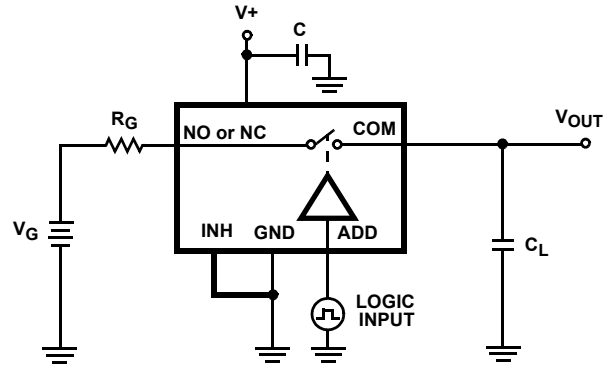 V+
C
RG
NO or NC
COM
VOUT
VG
INH
GND
ADD
CL
LOGIC
INPUT